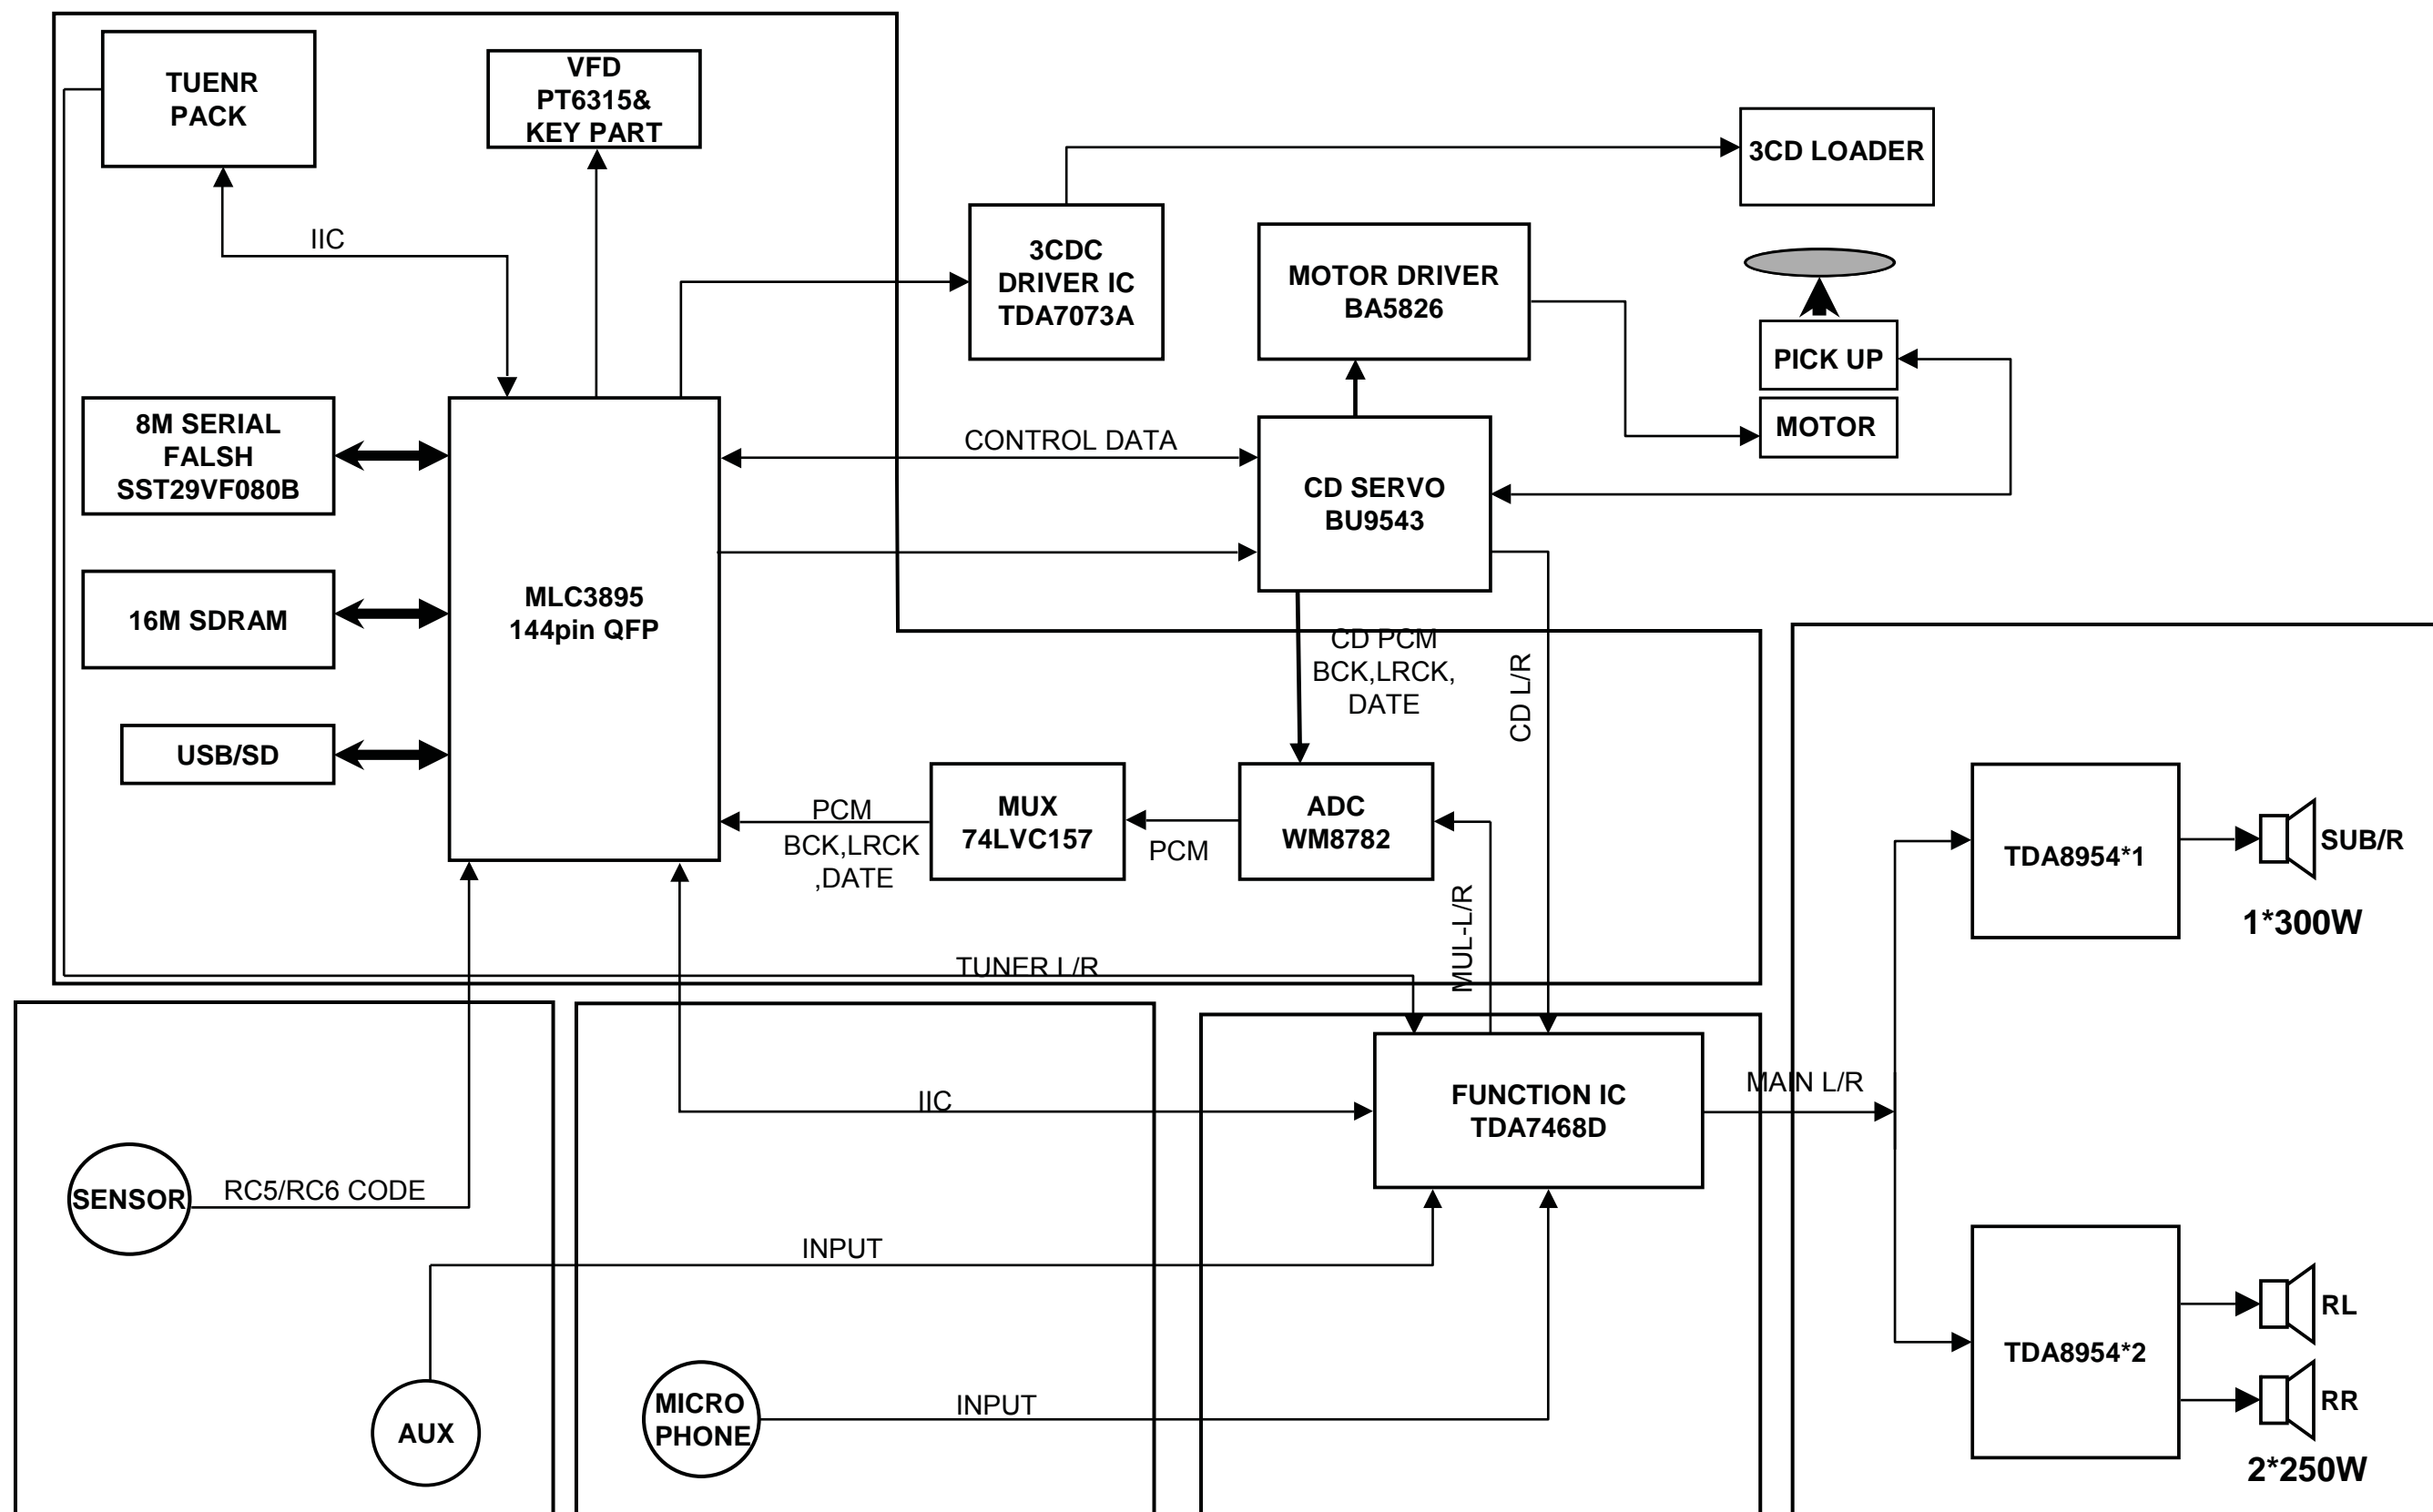 TUENR
PACK
VFD
PT6315&
KEY PART
3CD LOADER
IIC
3CDC
DRIVER IC
TDA7073A
MOTOR DRIVER
BA5826
PICK UP
MOTOR
8M SERIAL
FALSH
SST29VF080B
CONTROL DATA
CD SERVO
BU9543
16M SDRAM
MLC3895
144pin QFP
CD PCM
BCK,LRCK,
DATE
CD L/R
USB/SD
PCM
BCK,LRCK
,DATE
MUX
74LVC157
PCM
ADC
WM8782
MUL-L/R
TDA8954*1
SUB/R
1*300W
TUNER L/R
IIC
FUNCTION IC
TDA7468D
MAIN L/R
SENSOR
RC5/RC6 CODE
INPUT
AUX
MICRO
PHONE
INPUT
TDA8954*2
RL
RR
2*250W